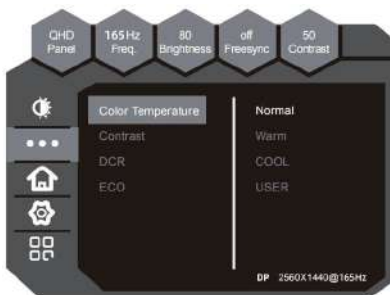 QHD
Panel
165Hz
Freq.
80
Brightness
off
Freesync
50
Contrast
Color Temperature
Contrast
DCR
ECO
Normal
Warm
COOL
USER
DP 2560X1440@165Hz